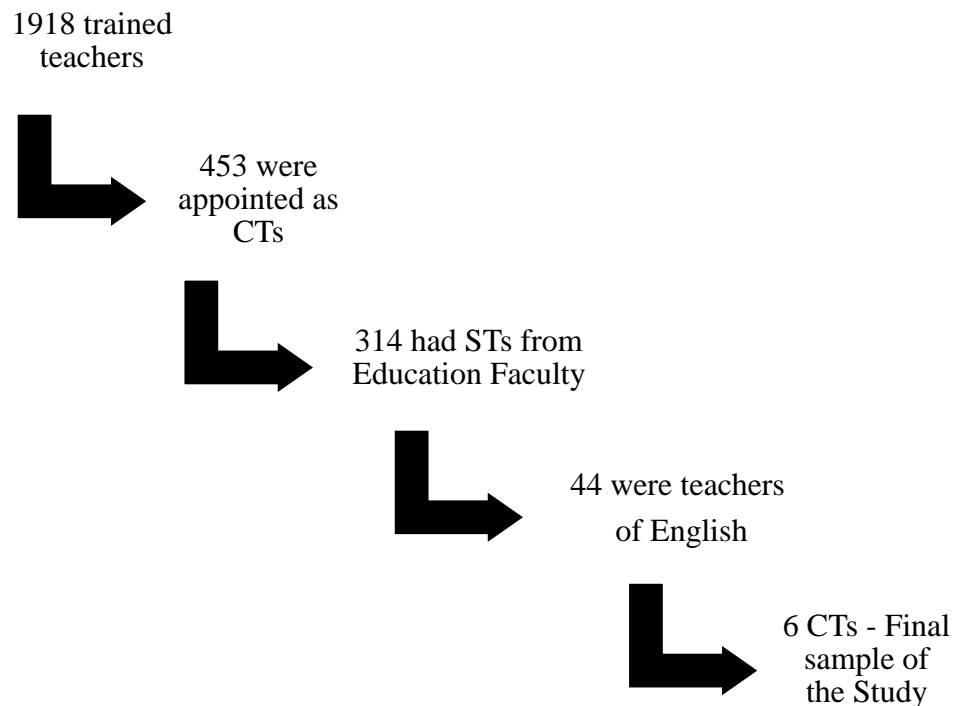 1918 trained
teachers
453 were
appointed as
CTs
314 had STs from
Education Faculty
44 were teachers
of English
6 CTs - Final
sample of
the Study